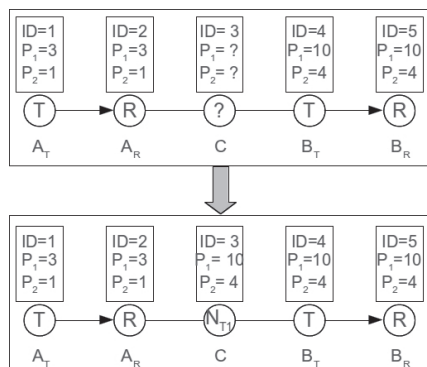 ID=1 ID=2 ID= 3 ID=4 ID=5
P1=3 P1=3 P1= ? P1=10 P1=10
P2=1 P2=1 P2= ? P2=4 P2=4
T R ? T R
AT AR C BT BR
ID=1 ID=2 ID= 3 ID=4 ID=5
P1=3 P1=3 P1= 10 P1=10 P1=10
P2=1 P2=1 P2= 4 P2=4 P2=4
T R NT1 T R
AT AR C BT BR